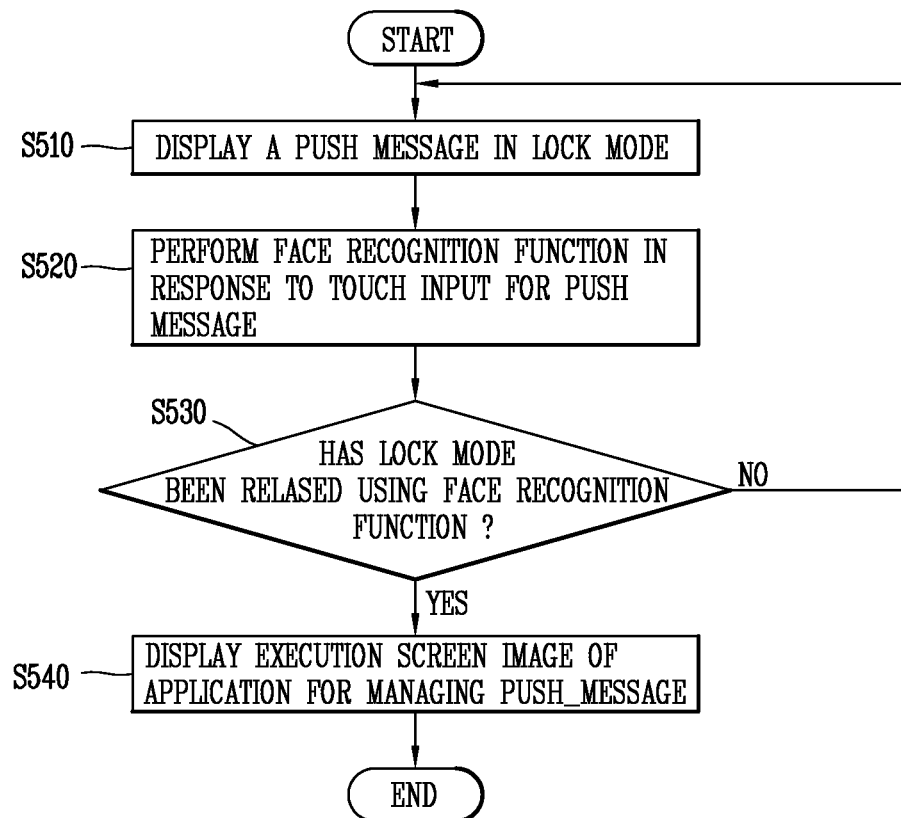 START
S510
DISPLAY A PUSH MESSAGE IN LOCK MODE
S520
PERFORM FACE RECOGNITION FUNCTION IN
RESPONSE TO TOUCH INPUT FOR PUSH
MESSAGE
S530
HAS LOCK MODE
BEEN RELASED USING FACE RECOGNITION
FUNCTION ?
NO
YES
S540
DISPLAY EXECUTION SCREEN IMAGE OF
APPLICATION FOR MANAGING PUSH_MESSAGE
END